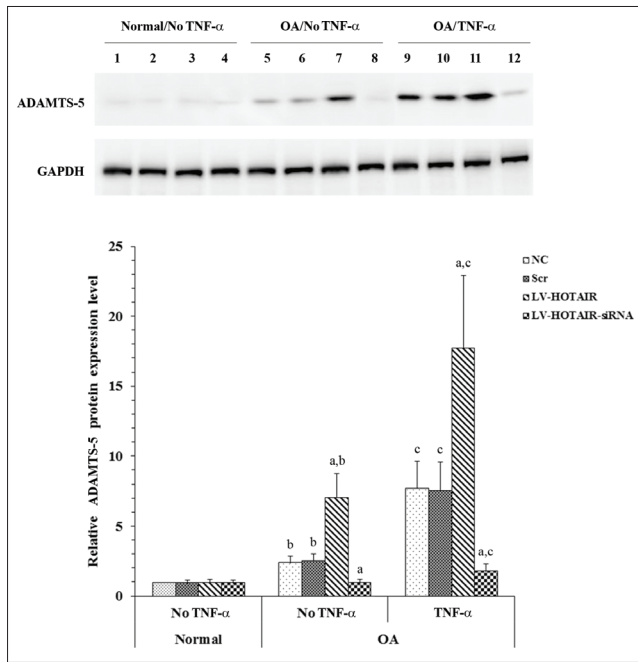 Normal/No TNF-α OA/No TNF-α OA/TNF-α
1 2 3 4 5 6 7 8 9 10 11 12
ADAMTS-5
GAPDH
Relative ADAMTS-5 protein expression level
25
20
15
10
5
0
a,c
c c
a,c
a,b
b b
a
NC
Scr
LV-HOTAIR
LV-HOTAIR-siRNA
No TNF-α No TNF-α TNF-α
Normal OA